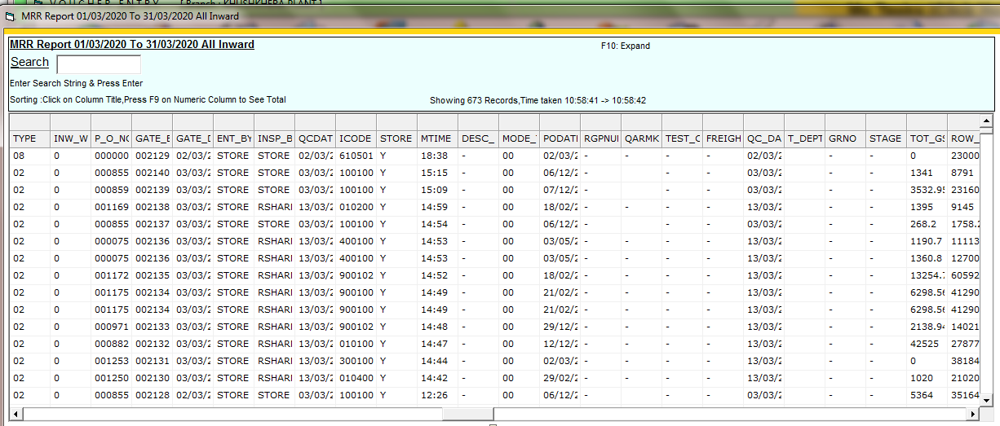 V O U C H E R   E N T R Y     [ Branch : KHUSHKHERA PLANT ]
MRR Report 01/03/2020 To 31/03/2020 All Inward
MRR Report 01/03/2020 To 31/03/2020 All Inward
F10: Expand
Search
Enter Search String & Press Enter
Sorting :Click on Column Title,Press F9 on Numeric Column to See Total
Showing 673 Records,Time taken 10:58:41 -> 10:58:42
TYPE INW_W P_O_NO GATE_E GATE_D ENT_BY INSP_B QCDAT ICODE STORE MTIME DESC_ MODE_ PODATI RGPNUI QARMK TEST_C FREIGH QC_DA T_DEPT GRNO STAGE TOT_GS ROW_
08 0 000000 002129 02/03/2 STORE STORE 02/03/2 610501 Y 18:38 - 00 02/03/2 - - - 02/03/2 - - 0 23000
02 0 000855 002140 03/03/2 STORE STORE 03/03/2 100100 Y 15:15 - 00 06/12/2 - - - 03/03/2 - - 1341 8791
02 0 000859 002139 03/03/2 STORE STORE 03/03/2 100100 Y 15:09 - 00 07/12/2 - - - 03/03/2 - - 3532.95 23160
02 0 001169 002138 03/03/2 STORE RSHARI 13/03/2 010200 Y 14:59 - 00 18/02/2 - - - - 13/03/2 - - 1395 9145
02 0 000855 002137 03/03/2 STORE STORE 03/03/2 100100 Y 14:54 - 00 06/12/2 - - - 03/03/2 - - 268.2 1758.2
02 0 000075 002136 03/03/2 STORE RSHARI 13/03/2 400100 Y 14:53 - 00 03/05/2 - - - - 13/03/2 - - 1190.7 11113
02 0 000075 002136 03/03/2 STORE RSHARI 13/03/2 400100 Y 14:53 - 00 03/05/2 - - - - 13/03/2 - - 1360.8 12700
02 0 001172 002135 03/03/2 STORE RSHARI 13/03/2 900102 Y 14:52 - 00 18/02/2 - - - - 13/03/2 - - 13254.7 60592
02 0 001175 002134 03/03/2 STORE RSHARI 13/03/2 900100 Y 14:49 - 00 21/02/2 - - - - 13/03/2 - - 6298.56 41290
02 0 001175 002134 03/03/2 STORE RSHARI 13/03/2 900100 Y 14:49 - 00 21/02/2 - - - - 13/03/2 - - 6298.56 41290
02 0 000971 002133 03/03/2 STORE RSHARI 13/03/2 900102 Y 14:48 - 00 29/12/2 - - - - 13/03/2 - - 2138.94 14021
02 0 000882 002132 03/03/2 STORE RSHARI 13/03/2 010100 Y 14:47 - 00 12/12/2 - - - - 13/03/2 - - 42525 27877
02 0 001253 002131 03/03/2 STORE RSHARI 13/03/2 300100 Y 14:44 - 00 02/03/2 - - - - 13/03/2 - - 0 38184
02 0 001250 002130 03/03/2 STORE RSHARI 13/03/2 010400 Y 14:42 - 00 29/02/2 - - - - 13/03/2 - - 1020 21020
02 0 000855 002128 02/03/2 STORE STORE 03/03/2 100100 Y 12:26 - 00 06/12/2 - - - 03/03/2 - - 5364 35164